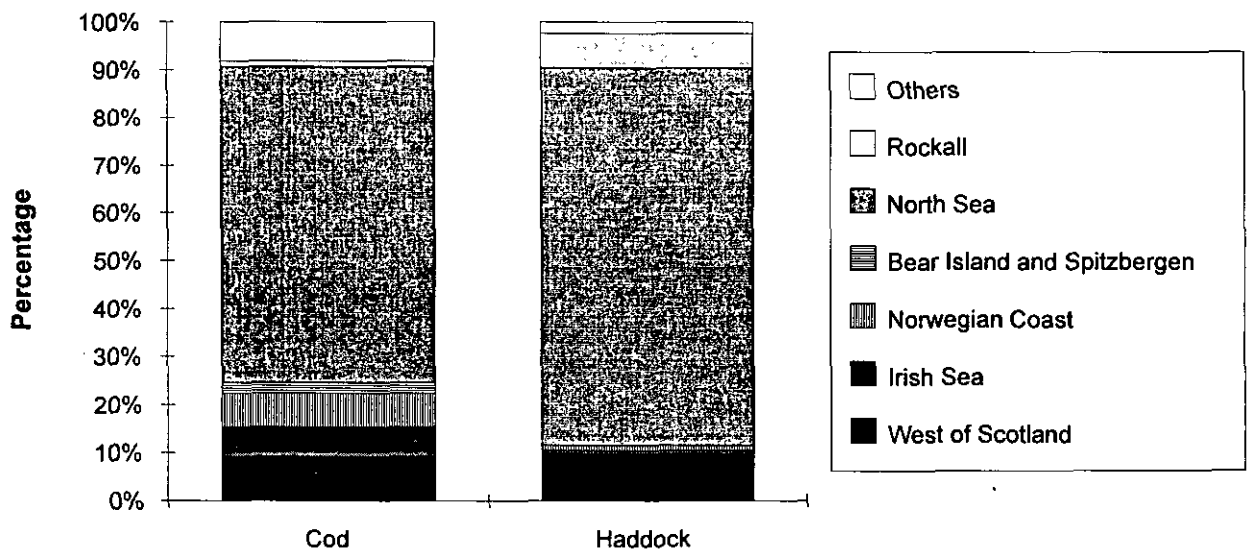 100%
90%
80%
70%
60%
50%
40%
30%
20%
10%
0%
Percentage
Cod
Haddock
Others
Rockall
North Sea
Bear Island and Spitzbergen
Norwegian Coast
Irish Sea
West of Scotland